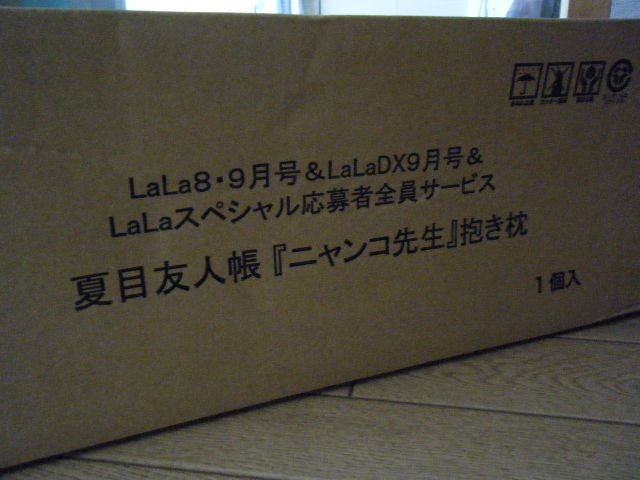 LaLa8・9月号＆LaLaDX9月号＆
LaLaスペシャル応募者全員サービス
夏目友人帳『ニャンコ先生』抱き枕
1個入